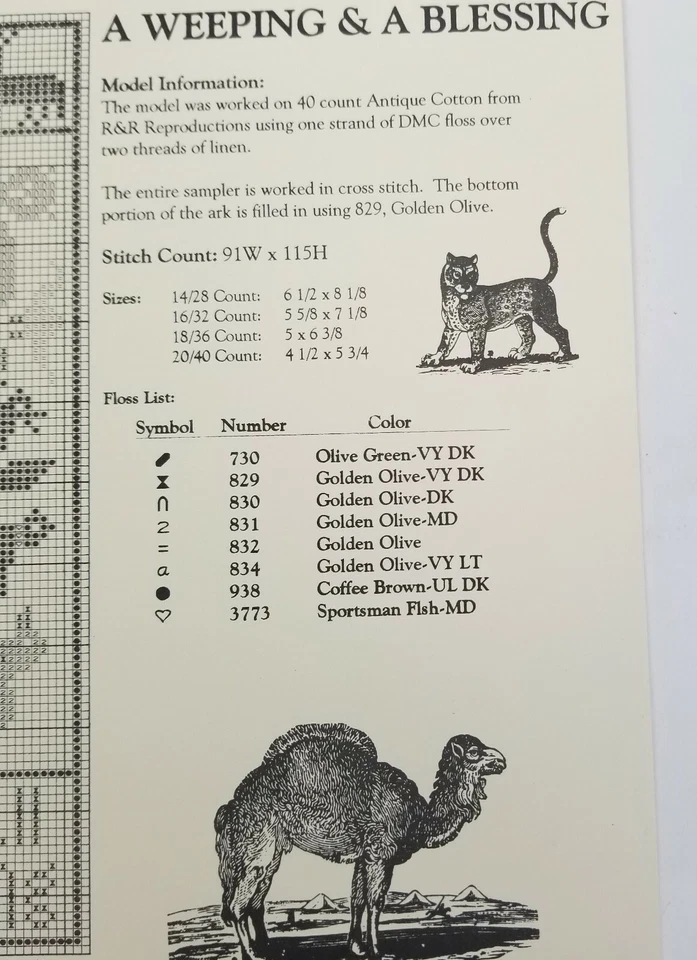 A WEEPING & A BLESSING
Model Information:
The model was worked on 40 count Antique Cotton from
R&R Reproductions using one strand of DMC floss over
two threads of linen.
The entire sampler is worked in cross stitch. The bottom
portion of the ark is filled in using 829, Golden Olive.
Stitch Count: 91W x 115H
Sizes: 14/28 Count: 6 1/2 x 8 1/8
16/32 Count: 5 5/8 x 7 1/8
18/36 Count: 5 x 6 3/8
20/40 Count: 4 1/2 x 5 3/4
Floss List:
Symbol Number Color
730 Olive Green-VY DK
829 Golden Olive-VY DK
∩ 830 Golden Olive-DK
2 831 Golden Olive-MD
= 832 Golden Olive
a 834 Golden Olive-VY LT
● 938 Coffee Brown-UL DK
♡ 3773 Sportsman Flsh-MD